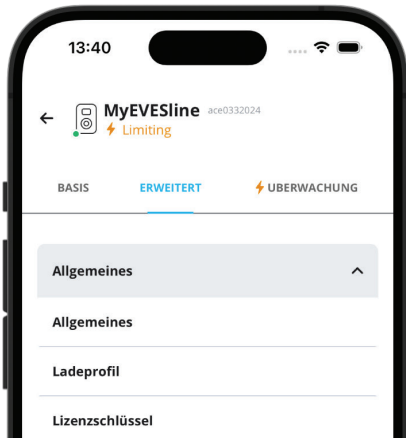 13:40
MyEVESline ace0332024
Limiting
BASIS ERWEITERT UBERWACHUNG
Allgemeines
Allgemeines
Ladeprofil
Lizenzschlüssel